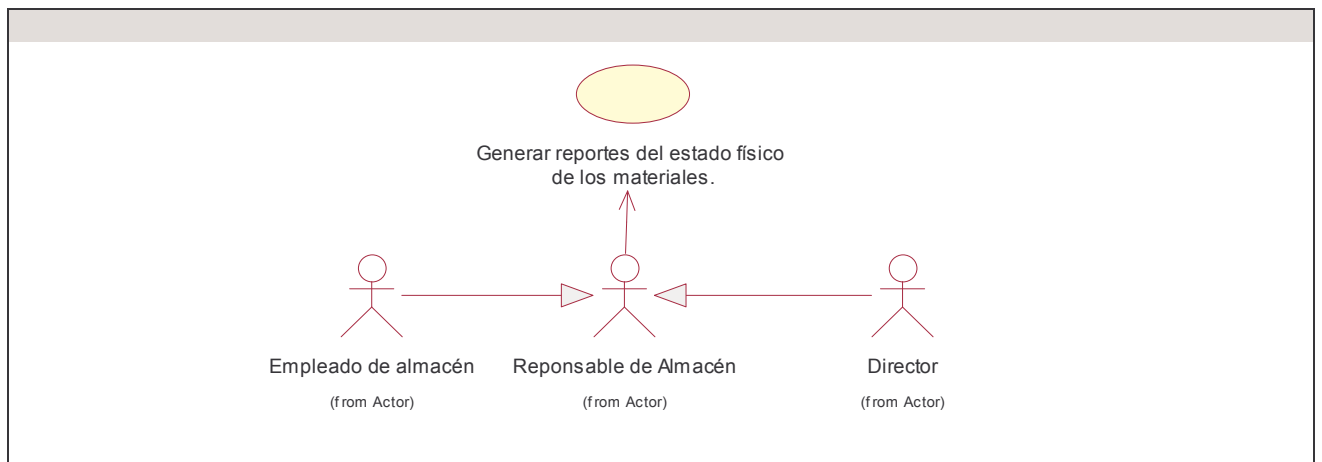 Generar reportes del estado físico
de los materiales.
Empleado de almacén
Reponsable de Almacén
Director
(from Actor)
(from Actor)
(from Actor)